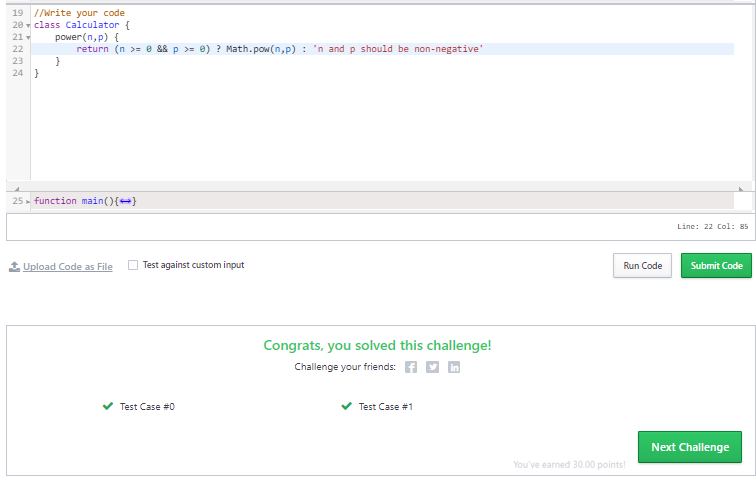 19 //Write your code
20 class Calculator {
21 power(n,p) {
22 return (n >= 0 && p >= 0) ? Math.pow(n,p) : 'n and p should be non-negative'
23 }
24 }
25 function main(){↔}
Line: 22 Col: 85
Upload Code as File Test against custom input Run Code Submit Code
Congrats, you solved this challenge!
Challenge your friends: f in
Test Case #0 Test Case #1
Next Challenge
You've earned 30.00 points!